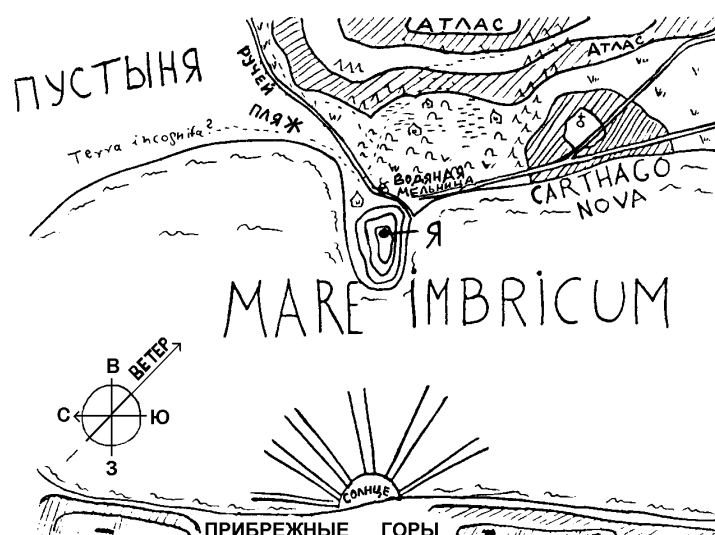 АТЛАС
АТЛАС
ПУСТЫНЯ
РУЧЕЙ
ПЛЯЖ
Terra incognita?
ВОДЯНАЯ
МЕЛЬНИЦА
CARTHAGO
NOVA
Я
MARE IMBRICUM
ВЕТЕР
В
С
Ю
З
СОЛНЦЕ
ПРИБРЕЖНЫЕ ГОРЫ